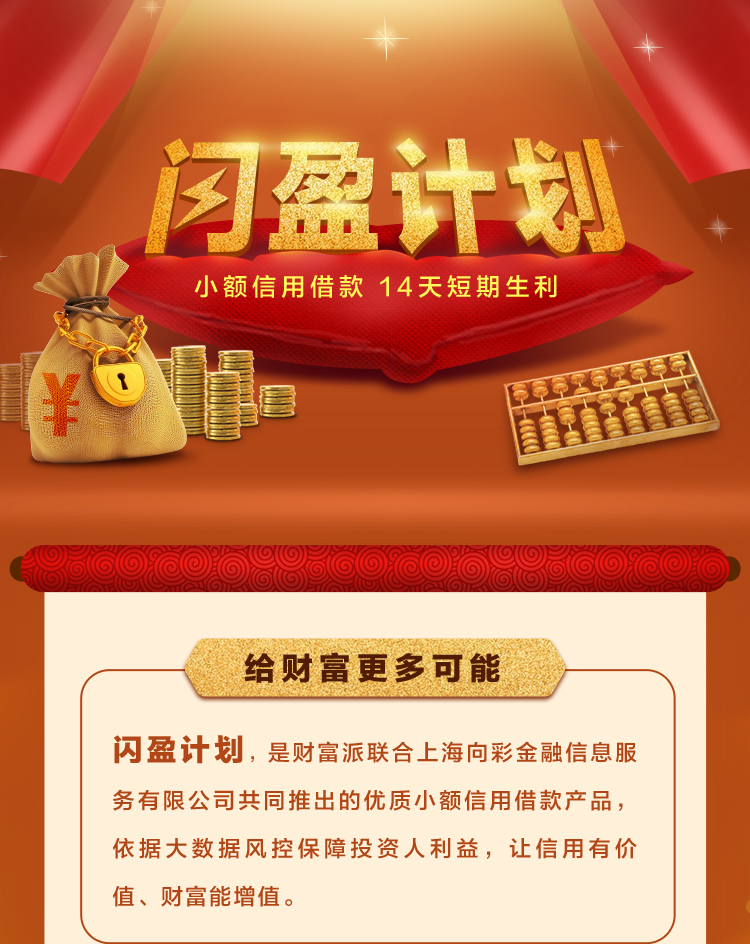 闪盈计划
小额信用借款 14天短期生利
¥
给财富更多可能
闪盈计划，是财富派联合上海向彩金融信息服
务有限公司共同推出的优质小额信用借款产品，
依据大数据风控保障投资人利益，让信用有价
值、财富能增值。